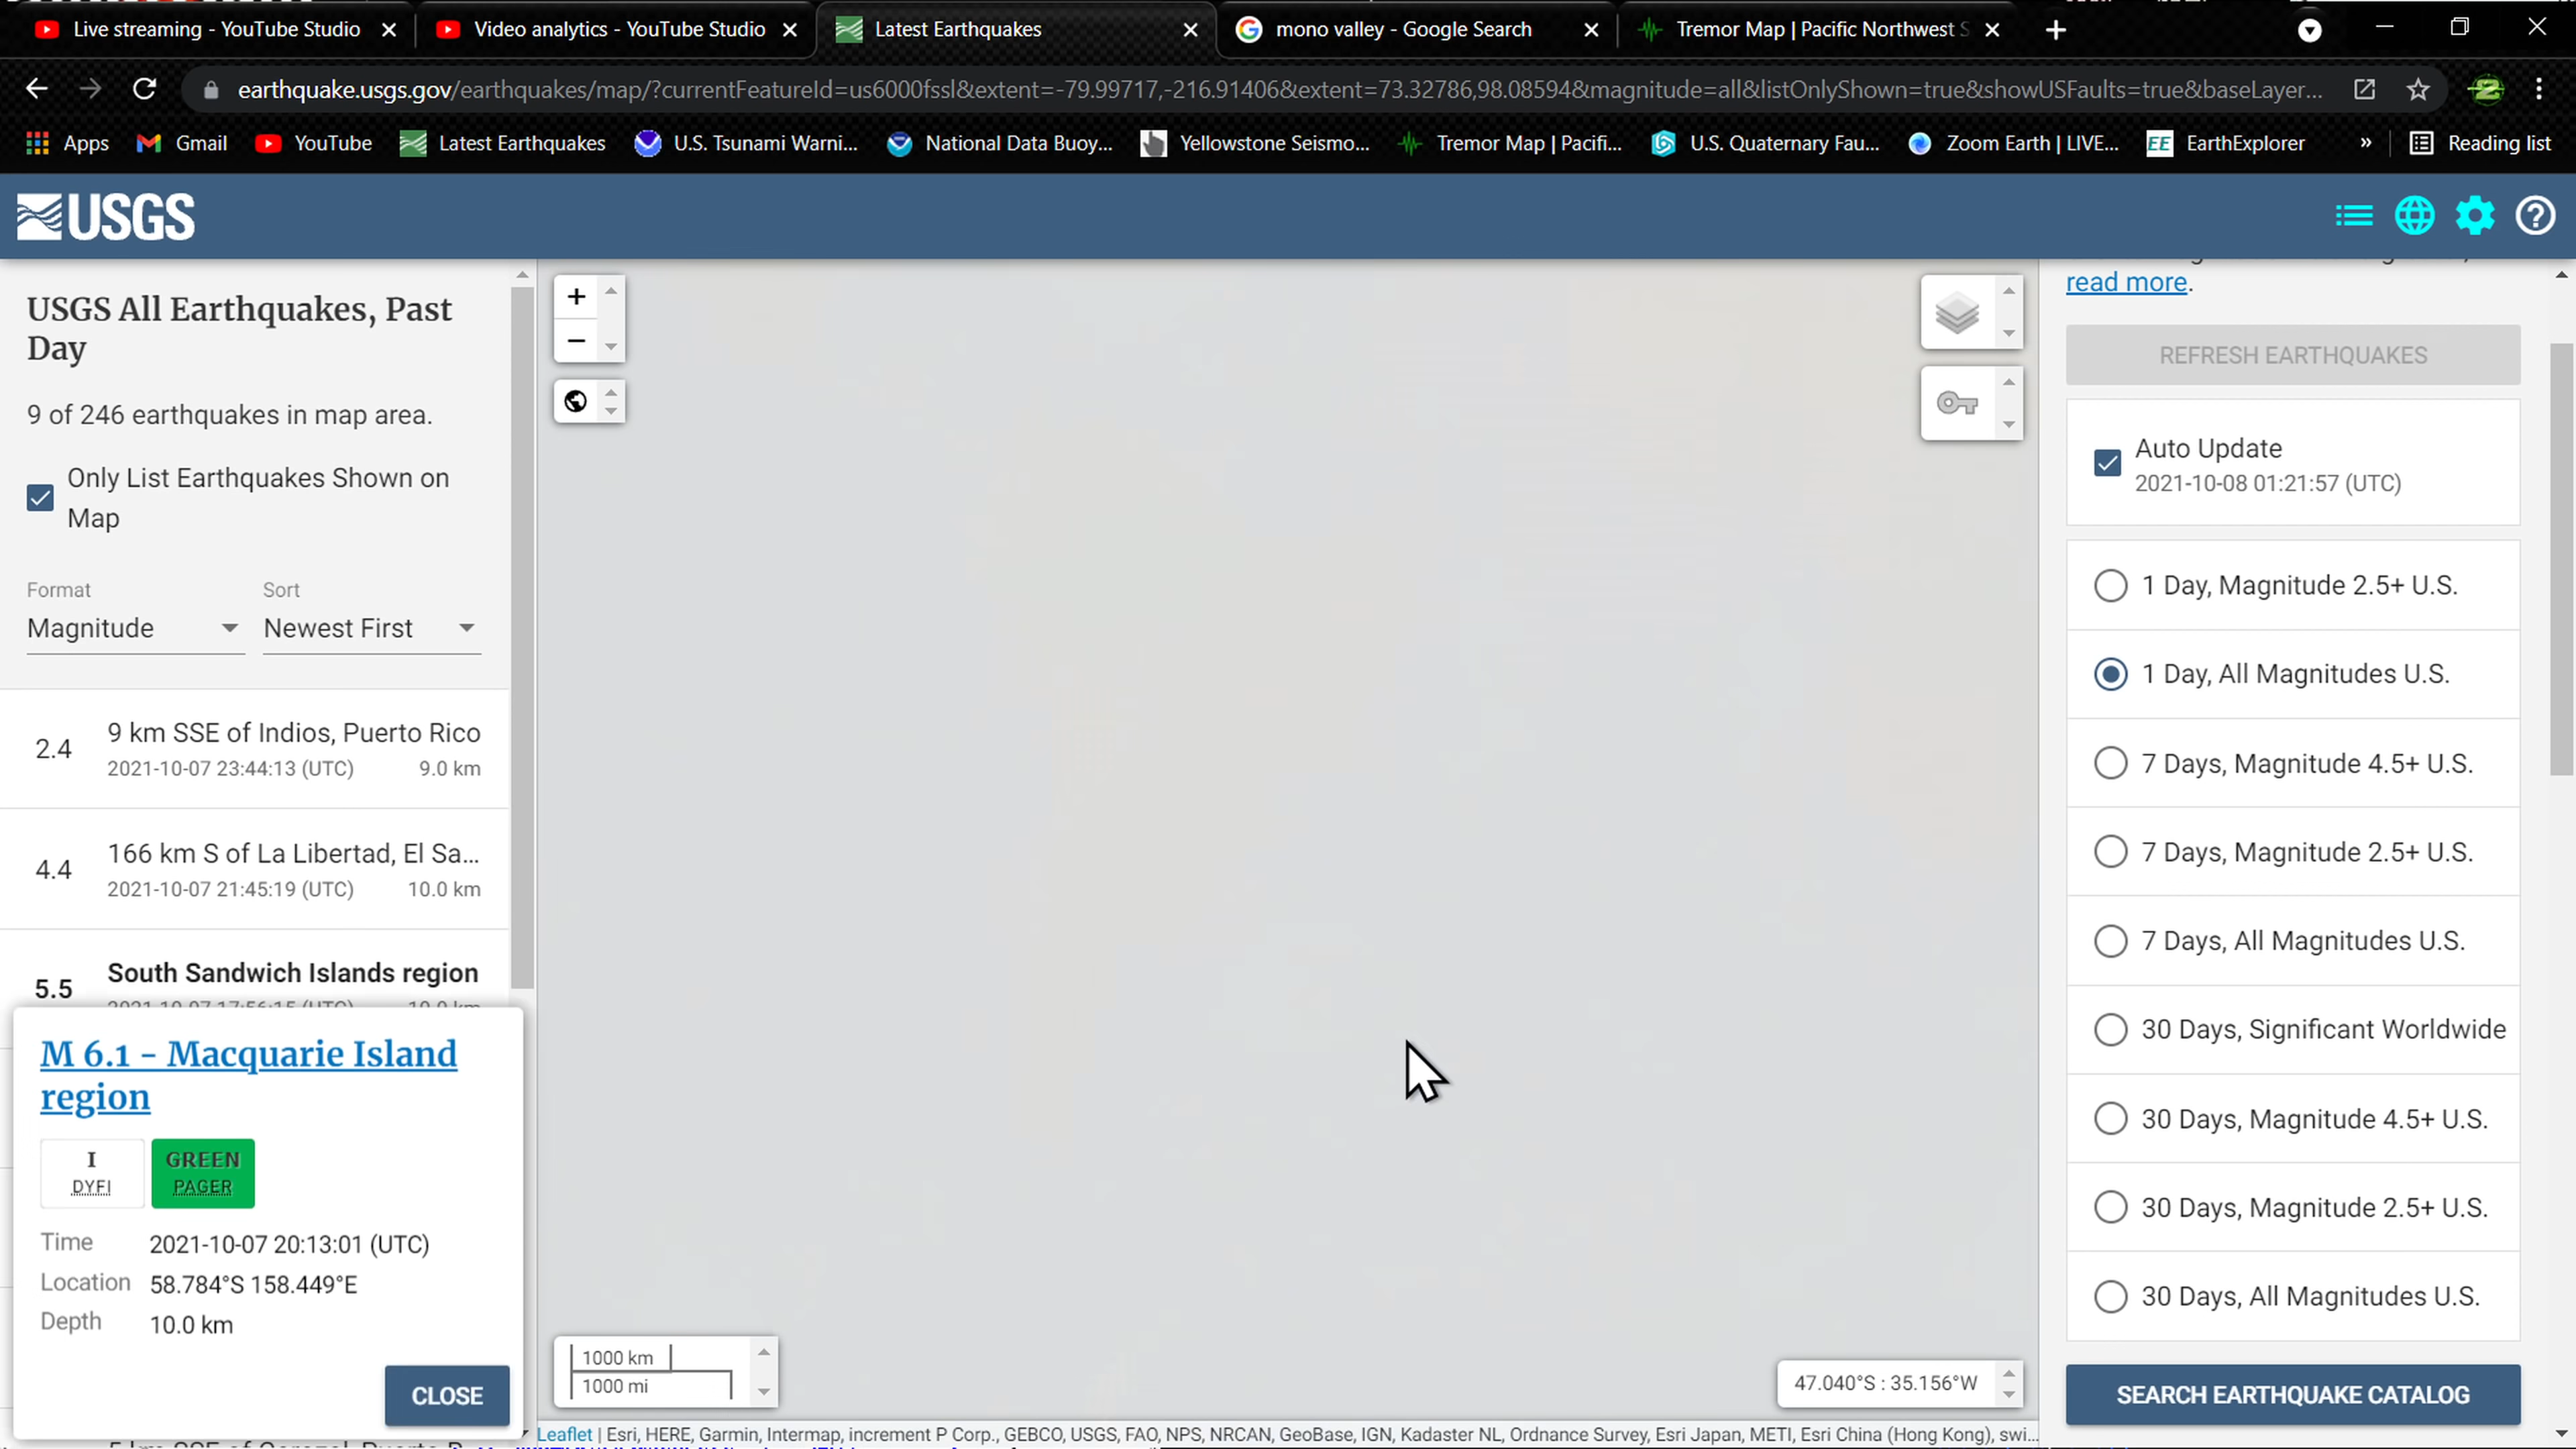 Live streaming - YouTube Studio
Video analytics - YouTube Studio
Latest Earthquakes
mono valley - Google Search
Tremor Map | Pacific Northwest S
earthquake.usgs.gov/earthquakes/map/?currentFeatureId=us6000fssl&extent=-79.99717,-216.91406&extent=73.32786,98.08594&magnitude=all&listOnlyShown=true&showUSFaults=true&baseLayer...
Apps
Gmail
YouTube
Latest Earthquakes
U.S. Tsunami Warni...
National Data Buoy...
Yellowstone Seismo...
Tremor Map | Pacifi...
U.S. Quaternary Fau...
Zoom Earth | LIVE...
EE EarthExplorer
»
Reading list
USGS
USGS All Earthquakes, Past
Day
9 of 246 earthquakes in map area.
Only List Earthquakes Shown on
Map
Format
Sort
Magnitude
Newest First
2.4
9 km SSE of Indios, Puerto Rico
2021-10-07 23:44:13 (UTC) 9.0 km
4.4
166 km S of La Libertad, El Sa...
2021-10-07 21:45:19 (UTC) 10.0 km
5.5
South Sandwich Islands region
2021-10-07 17:56:15 (UTC) 10.0 km
M 6.1 - Macquarie Island
region
I
DYFI
GREEN
PAGER
Time 2021-10-07 20:13:01 (UTC)
Location 58.784°S 158.449°E
Depth 10.0 km
CLOSE
+
−
1000 km
1000 mi
47.040°S : 35.156°W
Leaflet | Esri, HERE, Garmin, Intermap, increment P Corp., GEBCO, USGS, FAO, NPS, NRCAN, GeoBase, IGN, Kadaster NL, Ordnance Survey, Esri Japan, METI, Esri China (Hong Kong), swi...
read more.
REFRESH EARTHQUAKES
Auto Update
2021-10-08 01:21:57 (UTC)
1 Day, Magnitude 2.5+ U.S.
1 Day, All Magnitudes U.S.
7 Days, Magnitude 4.5+ U.S.
7 Days, Magnitude 2.5+ U.S.
7 Days, All Magnitudes U.S.
30 Days, Significant Worldwide
30 Days, Magnitude 4.5+ U.S.
30 Days, Magnitude 2.5+ U.S.
30 Days, All Magnitudes U.S.
SEARCH EARTHQUAKE CATALOG